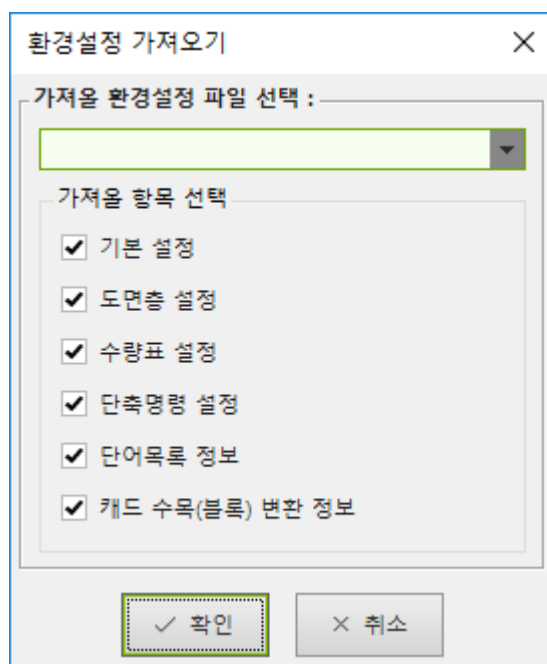 환경설정 가져오기
가져올 환경설정 파일 선택 :
가져올 항목 선택
기본 설정
도면층 설정
수량표 설정
단축명령 설정
단어목록 정보
캐드 수목(블록) 변환 정보
확인
취소